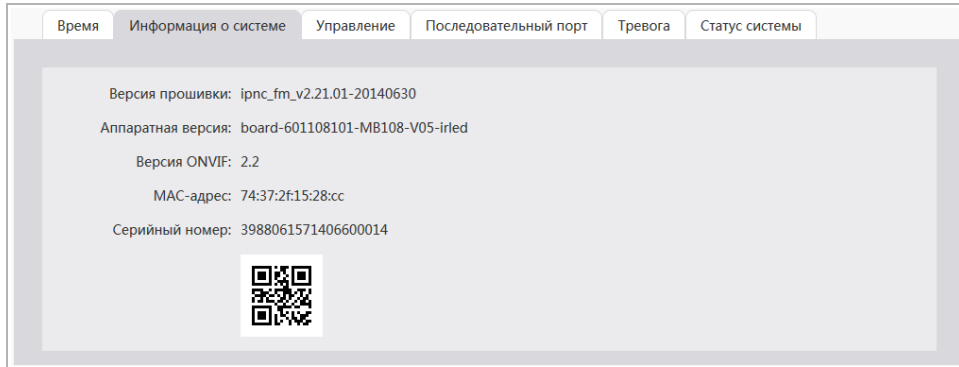 Время Информация о системе Управление Последовательный порт Тревога Статус системы
Версия прошивки: ipnc_fm_v2.21.01-20140630
Аппаратная версия: board-601108101-MB108-V05-irled
Версия ONVIF: 2.2
MAC-адрес: 74:37:2f:15:28:cc
Серийный номер: 3988061571406600014